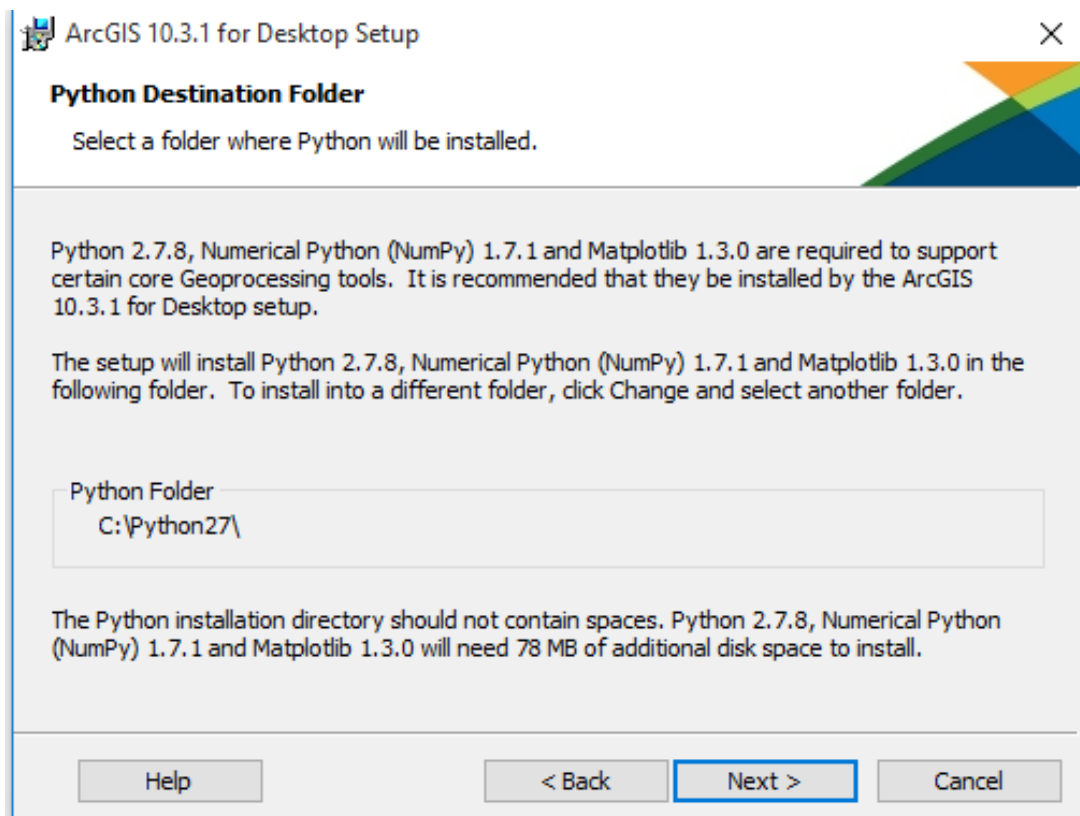 ArcGIS 10.3.1 for Desktop Setup
Python Destination Folder
Select a folder where Python will be installed.
Python 2.7.8, Numerical Python (NumPy) 1.7.1 and Matplotlib 1.3.0 are required to support
certain core Geoprocessing tools. It is recommended that they be installed by the ArcGIS
10.3.1 for Desktop setup.
The setup will install Python 2.7.8, Numerical Python (NumPy) 1.7.1 and Matplotlib 1.3.0 in the
following folder. To install into a different folder, click Change and select another folder.
Python Folder
C:\Python27\
The Python installation directory should not contain spaces. Python 2.7.8, Numerical Python
(NumPy) 1.7.1 and Matplotlib 1.3.0 will need 78 MB of additional disk space to install.
Help < Back Next > Cancel